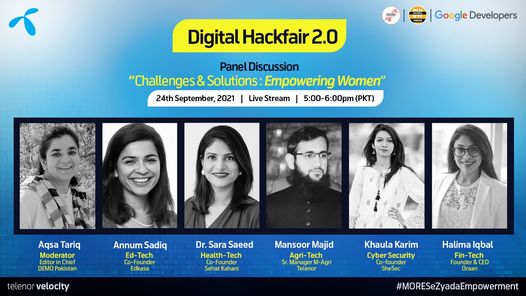 DEMO
Google Developers
Digital Hackfair 2.0
Panel Discussion
"Challenges & Solutions : Empowering Women"
24th September, 2021 | Live Stream | 5:00-6:00pm (PKT)
Aqsa Tariq
Moderator
Editor in Chief
DEMO Pakistan
Annum Sadiq
Ed-Tech
Co-Founder
Edkasa
Dr. Sara Saeed
Health-Tech
Co-Founder
Sehat Kahani
Mansoor Majid
Agri-Tech
Sr. Manager M-Agri
Telenor
Khaula Karim
Cyber Security
Co-founder
SheSec
Halima Iqbal
Fin-Tech
Founder & CEO
Oraan
telenor velocity
#MORESeZyadaEmpowerment